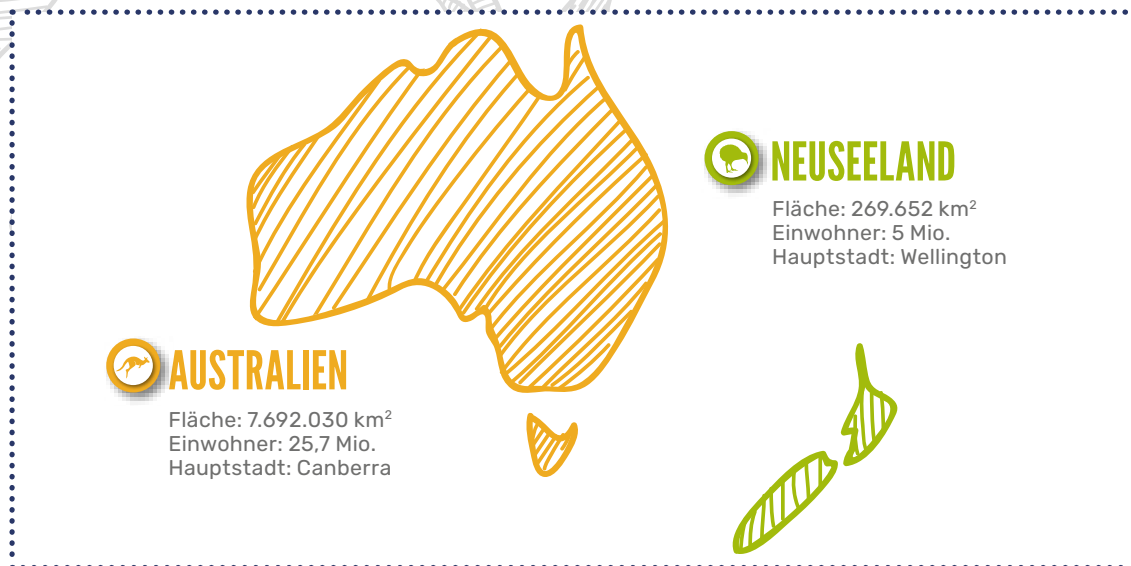 NEUSEELAND
Fläche: 269.652 km²
Einwohner: 5 Mio.
Hauptstadt: Wellington
AUSTRALIEN
Fläche: 7.692.030 km²
Einwohner: 25,7 Mio.
Hauptstadt: Canberra